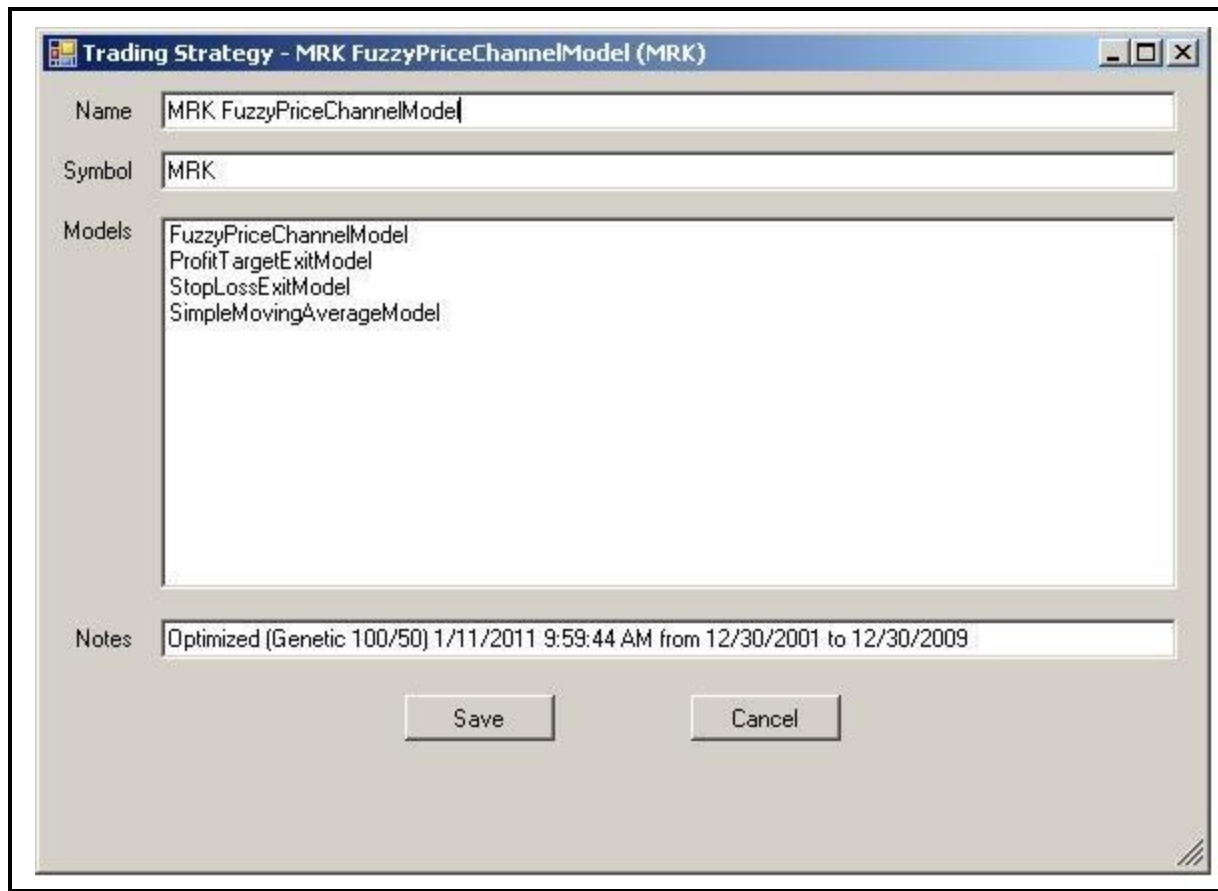 Trading Strategy - MRK FuzzyPriceChannelModel (MRK)
Name MRK FuzzyPriceChannelModel
Symbol MRK
Models FuzzyPriceChannelModel
ProfitTargetExitModel
StopLossExitModel
SimpleMovingAverageModel
Notes Optimized (Genetic 100/50) 1/11/2011 9:59:44 AM from 12/30/2001 to 12/30/2009
Save Cancel